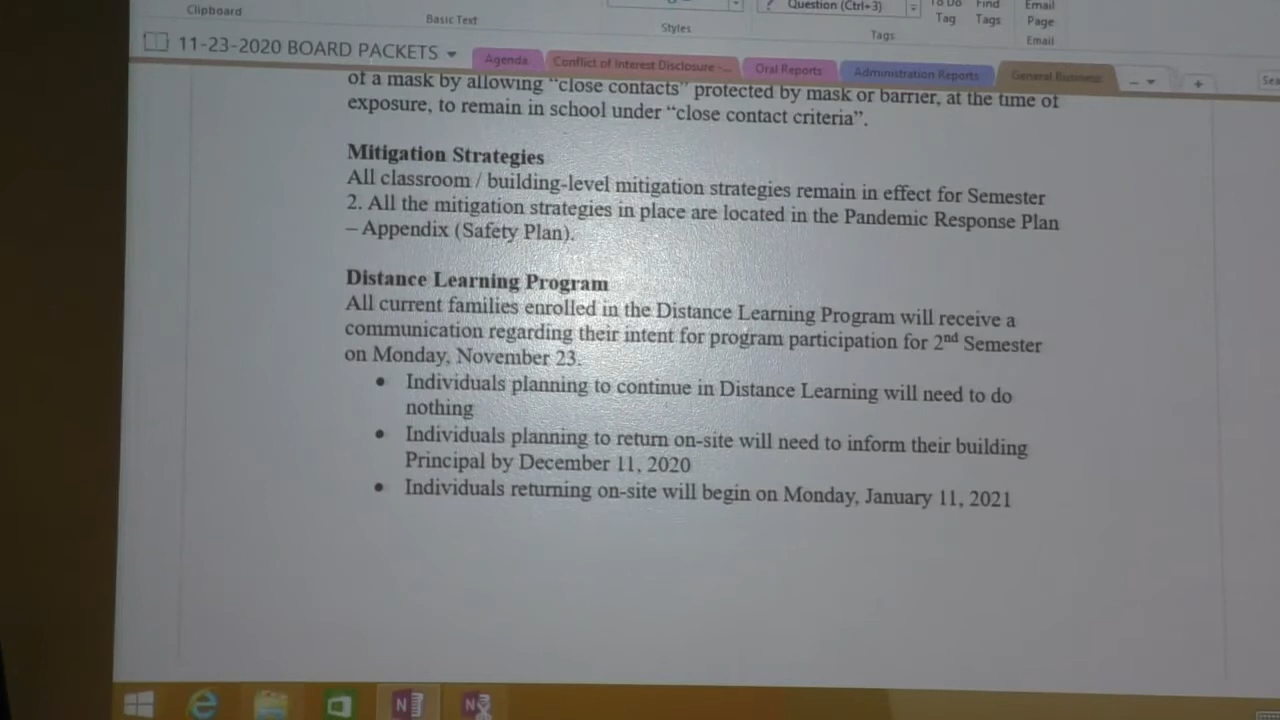 Clipboard
Basic Text
Styles
Question (Ctrl+3)
Tags
To Do
Tag
Find
Tags
Email
Page
Email
11-23-2020 BOARD PACKETS
Agenda
Conflict of Interest Disclosure -...
Oral Reports
Administration Reports
General Business
of a mask by allowing “close contacts” protected by mask or barrier, at the time of
exposure, to remain in school under “close contact criteria”.
Mitigation Strategies
All classroom / building-level mitigation strategies remain in effect for Semester
2. All the mitigation strategies in place are located in the Pandemic Response Plan
– Appendix (Safety Plan).
Distance Learning Program
All current families enrolled in the Distance Learning Program will receive a
communication regarding their intent for program participation for 2nd Semester
on Monday, November 23.
• Individuals planning to continue in Distance Learning will need to do
nothing
• Individuals planning to return on-site will need to inform their building
Principal by December 11, 2020
• Individuals returning on-site will begin on Monday, January 11, 2021